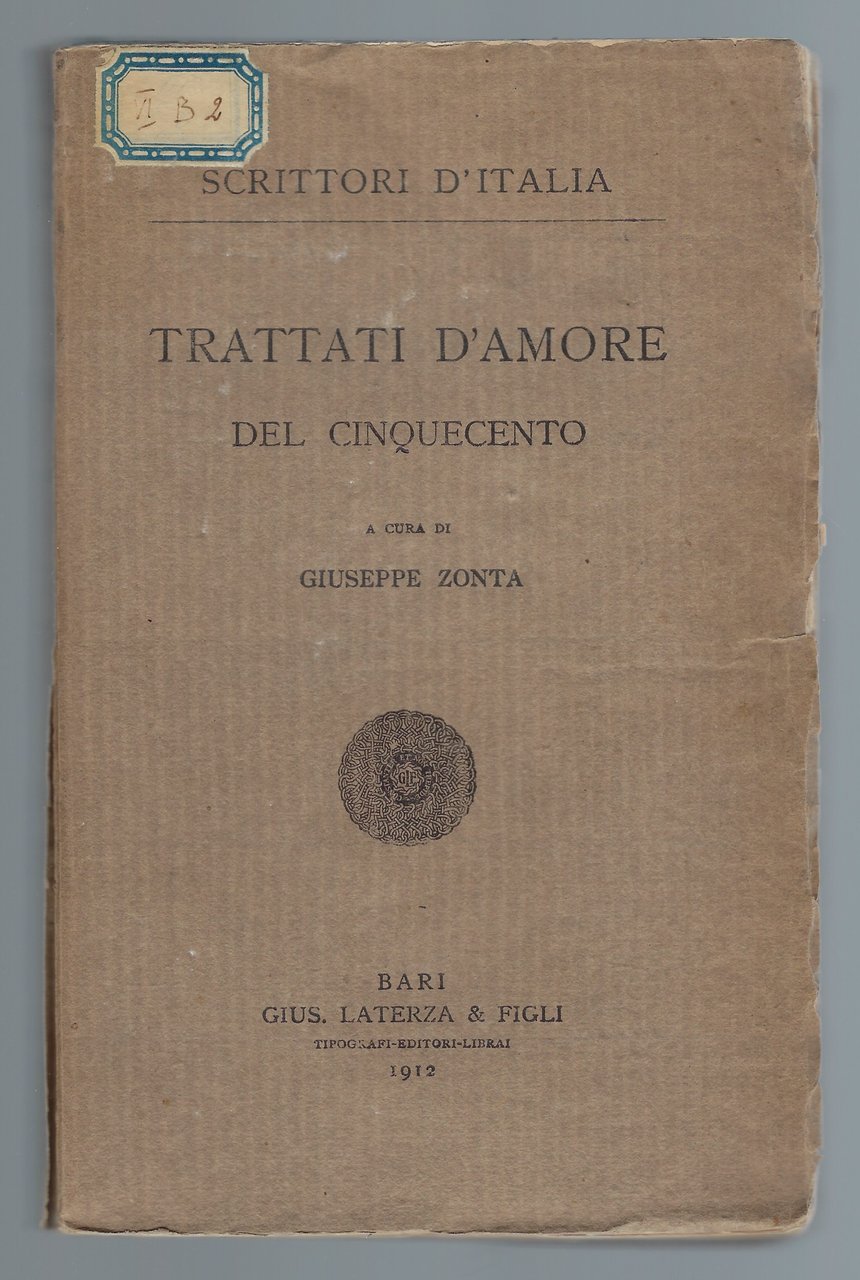 VI B 2
SCRITTORI D'ITALIA
TRATTATI D'AMORE
DEL CINQUECENTO
A CURA DI
GIUSEPPE ZONTA
BARI
GIUS. LATERZA & FIGLI
TIPOGRAFI-EDITORI-LIBRAI
1912